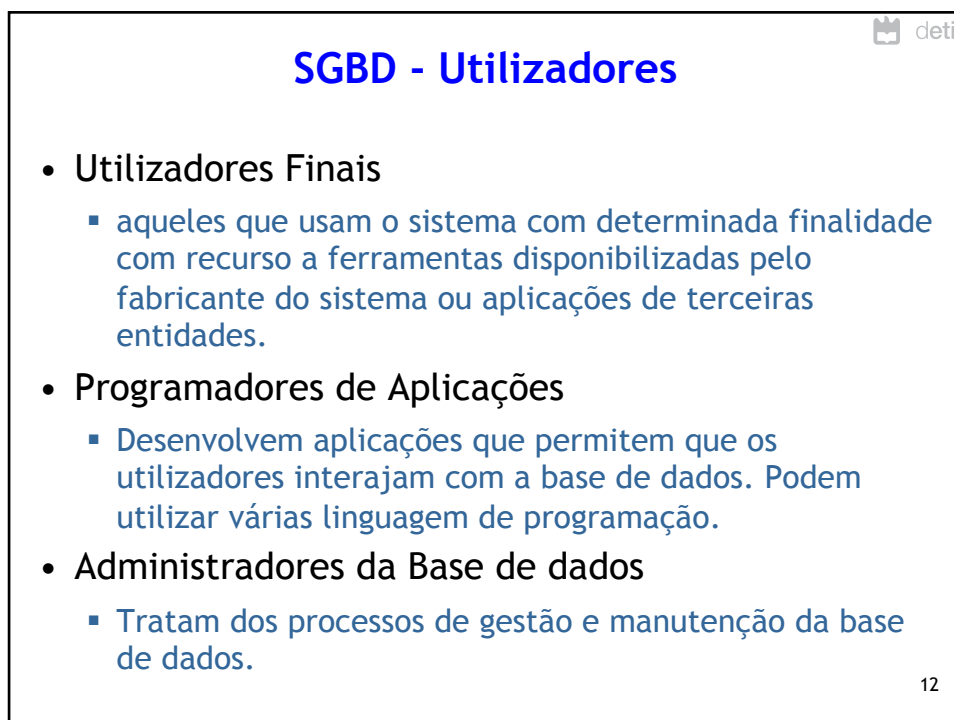 deti
SGBD - Utilizadores
• Utilizadores Finais
▪ aqueles que usam o sistema com determinada finalidade
com recurso a ferramentas disponibilizadas pelo
fabricante do sistema ou aplicações de terceiras
entidades.
• Programadores de Aplicações
▪ Desenvolvem aplicações que permitem que os
utilizadores interajam com a base de dados. Podem
utilizar várias linguagem de programação.
• Administradores da Base de dados
▪ Tratam dos processos de gestão e manutenção da base
de dados.
12